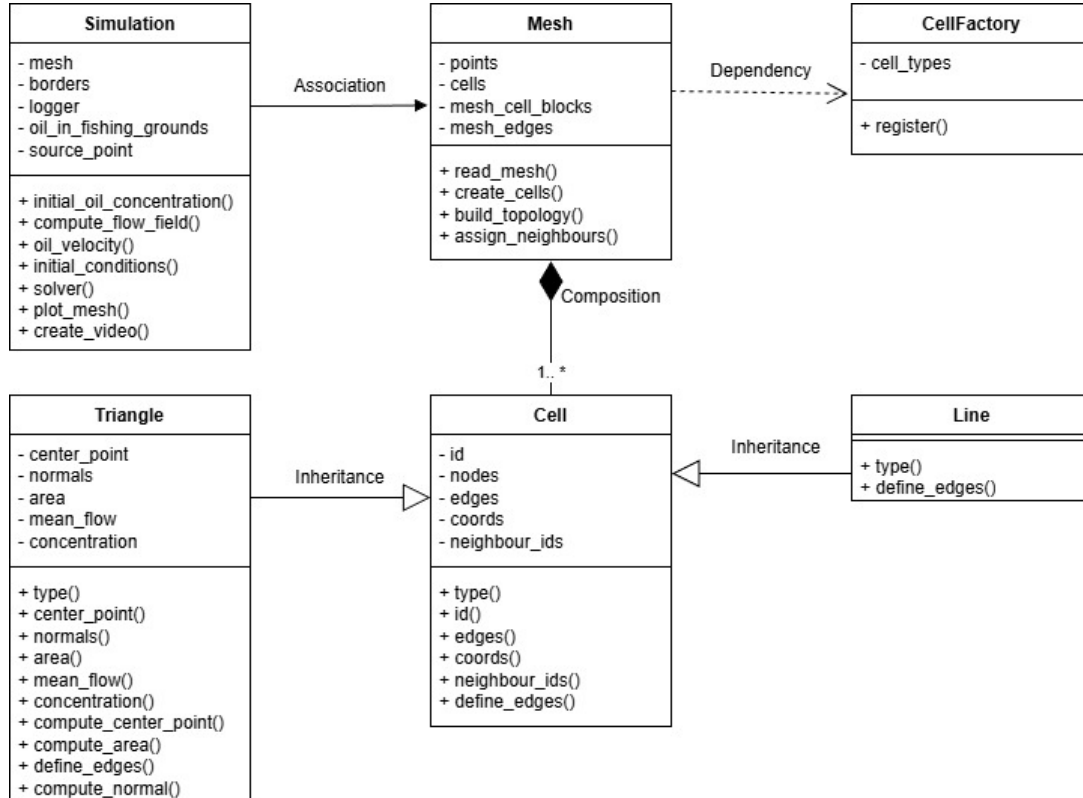 Simulation
- mesh
- borders
- logger
- oil_in_fishing_grounds
- source_point
+ initial_oil_concentration()
+ compute_flow_field()
+ oil_velocity()
+ initial_conditions()
+ solver()
+ plot_mesh()
+ create_video()
Association
Mesh
- points
- cells
- mesh_cell_blocks
- mesh_edges
+ read_mesh()
+ create_cells()
+ build_topology()
+ assign_neighbours()
Dependency
CellFactory
- cell_types
+ register()
Composition
1.. *
Triangle
- center_point
- normals
- area
- mean_flow
- concentration
+ type()
+ center_point()
+ normals()
+ area()
+ mean_flow()
+ concentration()
+ compute_center_point()
+ compute_area()
+ define_edges()
+ compute_normal()
Inheritance
Cell
- id
- nodes
- edges
- coords
- neighbour_ids
+ type()
+ id()
+ edges()
+ coords()
+ neighbour_ids()
+ define_edges()
Inheritance
Line
+ type()
+ define_edges()